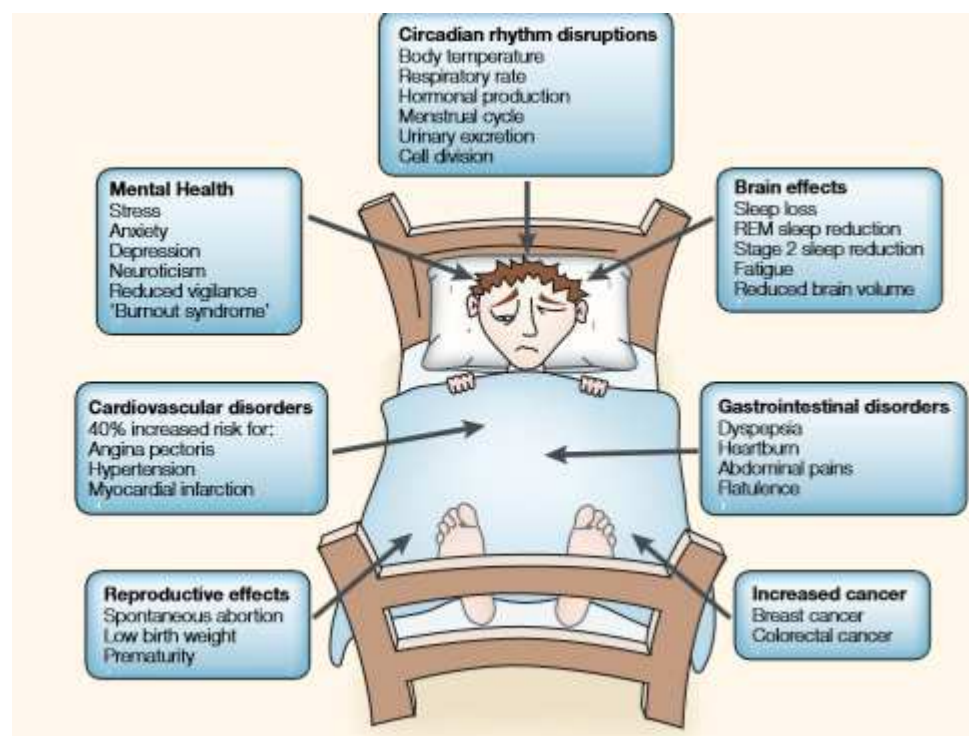 Circadian rhythm disruptions
Body temperature
Respiratory rate
Hormonal production
Menstrual cycle
Urinary excretion
Cell division
Mental Health
Stress
Anxiety
Depression
Neuroticism
Reduced vigilance
'Burnout syndrome'
Brain effects
Sleep loss
REM sleep reduction
Stage 2 sleep reduction
Fatigue
Reduced brain volume
Cardiovascular disorders
40% increased risk for:
Angina pectoris
Hypertension
Myocardial infarction
Gastrointestinal disorders
Dyspepsia
Heartburn
Abdominal pains
Flatulence
Reproductive effects
Spontaneous abortion
Low birth weight
Prematurity
Increased cancer
Breast cancer
Colorectal cancer